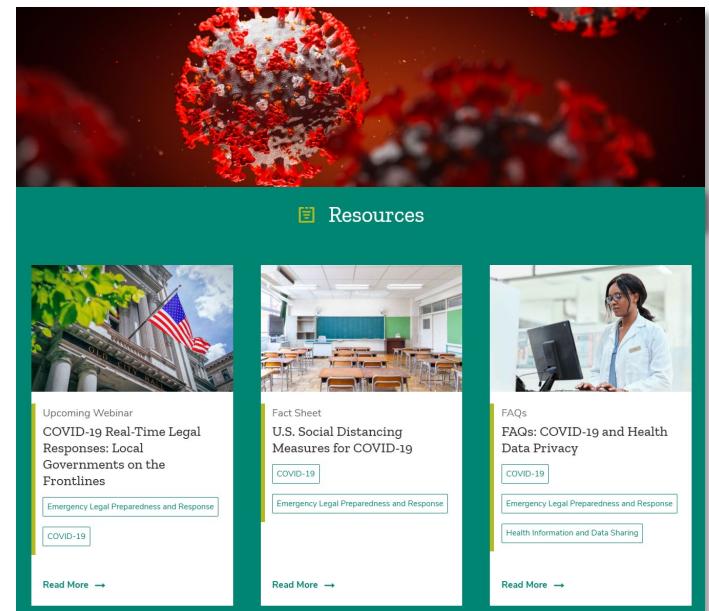 Resources
Upcoming Webinar
COVID-19 Real-Time Legal
Responses: Local
Governments on the
Frontlines
Emergency Legal Preparedness and Response
COVID-19
Read More →
Fact Sheet
U.S. Social Distancing
Measures for COVID-19
COVID-19
Emergency Legal Preparedness and Response
Read More →
FAQs
FAQs: COVID-19 and Health
Data Privacy
COVID-19
Emergency Legal Preparedness and Response
Health Information and Data Sharing
Read More →